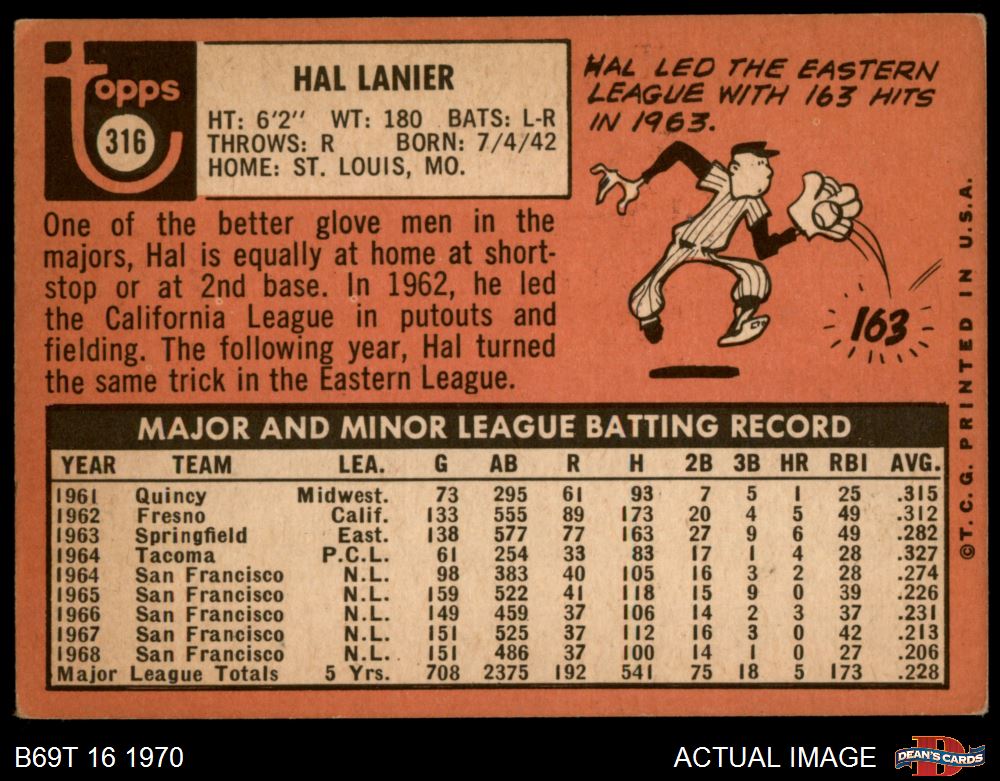 Topps
316
HAL LANIER
HT: 6'2" WT: 180 BATS: L-R
THROWS: R BORN: 7/4/42
HOME: ST. LOUIS, MO.
HAL LED THE EASTERN
LEAGUE WITH 163 HITS
IN 1963.
163
One of the better glove men in the
majors, Hal is equally at home at short-
stop or at 2nd base. In 1962, he led
the California League in putouts and
fielding. The following year, Hal turned
the same trick in the Eastern League.
MAJOR AND MINOR LEAGUE BATTING RECORD
YEAR TEAM LEA. G AB R H 2B 3B HR RBI AVG.
1961 Quincy Midwest. 73 295 61 93 7 5 1 25 .315
1962 Fresno Calif. 133 555 89 173 20 4 5 49 .312
1963 Springfield East. 138 577 77 163 27 9 6 49 .282
1964 Tacoma P.C.L. 61 254 33 83 17 1 4 28 .327
1964 San Francisco N.L. 98 383 40 105 16 3 2 28 .274
1965 San Francisco N.L. 159 522 41 118 15 9 0 39 .226
1966 San Francisco N.L. 149 459 37 106 14 2 3 37 .231
1967 San Francisco N.L. 151 525 37 112 16 3 0 42 .213
1968 San Francisco N.L. 151 486 37 100 14 1 0 27 .206
Major League Totals 5 Yrs. 708 2375 192 541 75 18 5 173 .228
©T.C.G. PRINTED IN U.S.A.
B69T 16 1970
ACTUAL IMAGE
D
DEAN'S CARDS